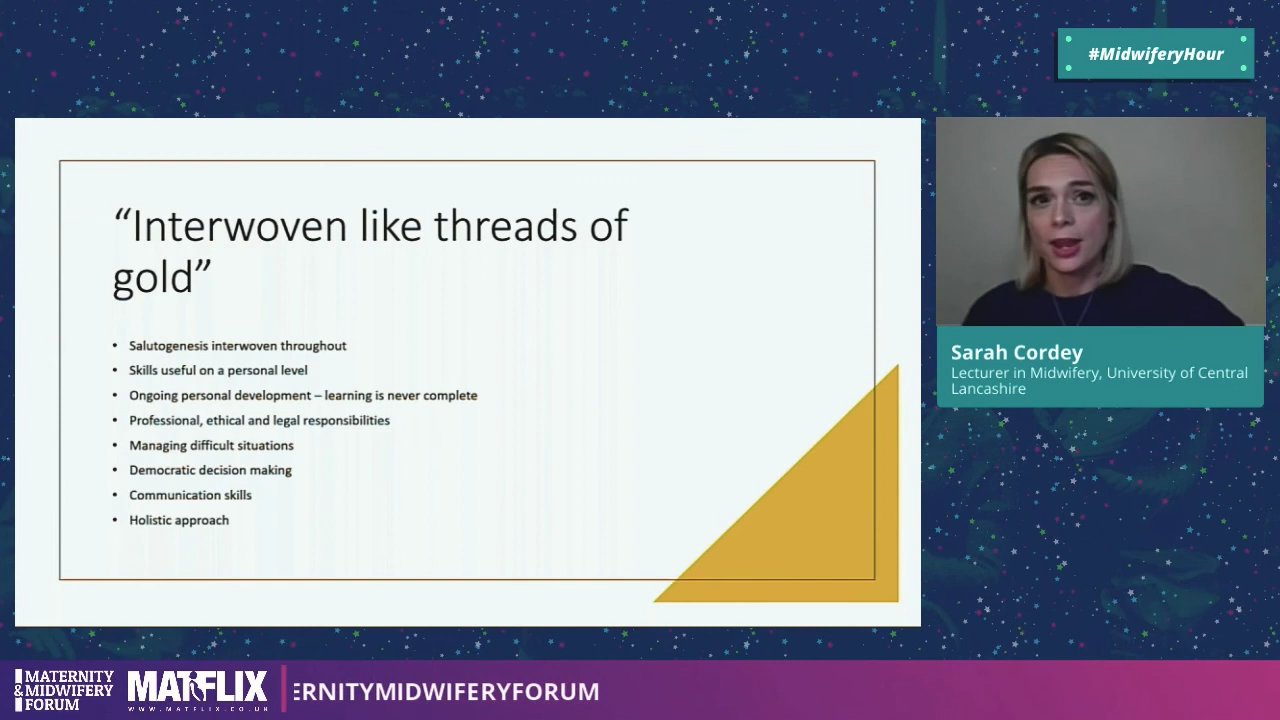 #MidwiferyHour
“Interwoven like threads of
gold”
• Salutogenesis interwoven throughout
• Skills useful on a personal level
• Ongoing personal development – learning is never complete
• Professional, ethical and legal responsibilities
• Managing difficult situations
• Democratic decision making
• Communication skills
• Holistic approach
Sarah Cordey
Lecturer in Midwifery, University of Central
Lancashire
MATERNITY
&MIDWIFERY
FORUM
MATFLIX
WWW.MATFLIX.CO.UK
ERNITYMIDWIFERYFORUM